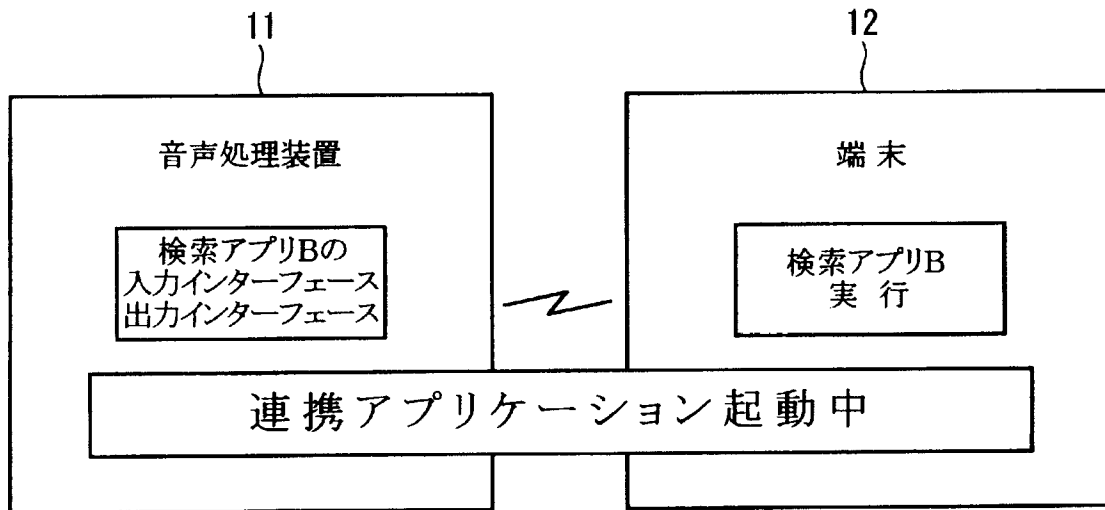 11
12
音声処理装置
端末
検索アプリBの
入力インターフェース
出力インターフェース
検索アプリB
実行
連携アプリケーション起動中